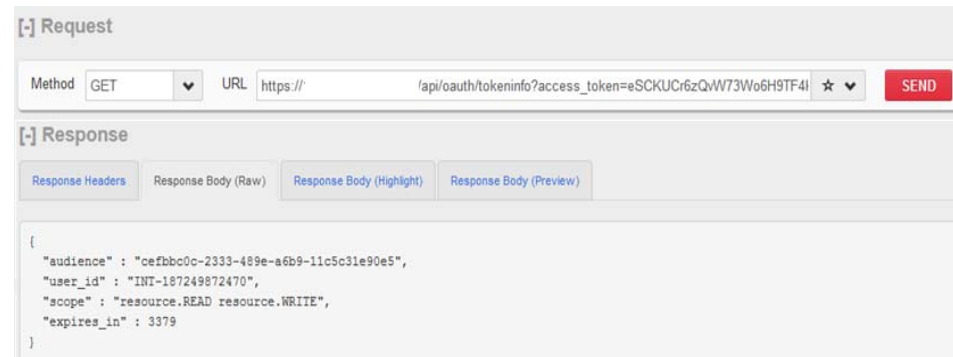 [-] Request
Method GET URL https:// /api/oauth/tokeninfo?access_token=eSCKUCr6zQvW73Wo6H9TF4 SEND
[-] Response
Response Headers Response Body (Raw) Response Body (Highlight) Response Body (Preview)
{
"audience" : "cefbbc0c-2333-489e-a6b9-11c5c31e90e5",
"user_id" : "INT-187249872470",
"scope" : "resource.READ resource.WRITE",
"expires_in" : 3379
}